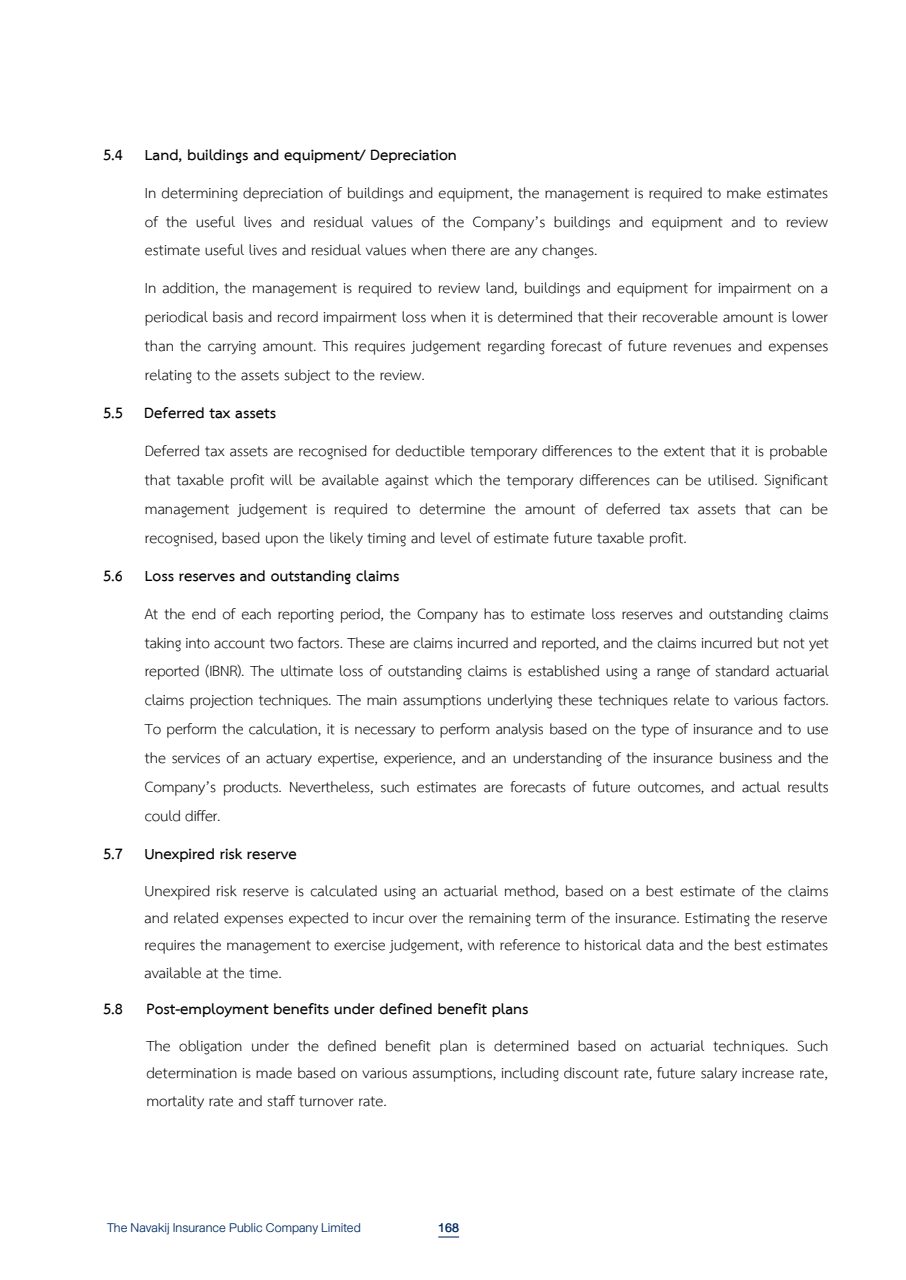 5.4 Land, buildings and equipment/ Depreciation
In determining depreciation of buildings and equipment, the management is required to make estimates
of the useful lives and residual values of the Company's buildings and equipment and to review
estimate useful lives and residual values when there are any changes.
In addition, the management is required to review land, buildings and equipment for impairment on a
periodical basis and record impairment loss when it is determined that their recoverable amount is lower
than the carrying amount. This requires judgement regarding forecast of future revenues and expenses
relating to the assets subject to the review.
5.5 Deferred tax assets
Deferred tax assets are recognised for deductible temporary differences to the extent that it is probable
that taxable profit will be available against which the temporary differences can be utilised. Significant
management judgement is required to determine the amount of deferred tax assets that can be
recognised, based upon the likely timing and level of estimate future taxable profit.
5.6 Loss reserves and outstanding claims
At the end of each reporting period, the Company has to estimate loss reserves and outstanding claims
taking into account two factors. These are claims incurred and reported, and the claims incurred but not yet
reported (IBNR). The ultimate loss of outstanding claims is established using a range of standard actuarial
claims projection techniques. The main assumptions underlying these techniques relate to various factors.
To perform the calculation, it is necessary to perform analysis based on the type of insurance and to use
the services of an actuary expertise, experience, and an understanding of the insurance business and the
Company's products. Nevertheless, such estimates are forecasts of future outcomes, and actual results
could differ.
5.7 Unexpired risk reserve
Unexpired risk reserve is calculated using an actuarial method, based on a best estimate of the claims
and related expenses expected to incur over the remaining term of the insurance. Estimating the reserve
requires the management to exercise judgement, with reference to historical data and the best estimates
available at the time.
5.8 Post-employment benefits under defined benefit plans
The obligation under the defined benefit plan is determined based on actuarial techniques. Such
determination is made based on various assumptions, including discount rate, future salary increase rate,
mortality rate and staff turnover rate.
The Navakij Insurance Public Company Limited 168